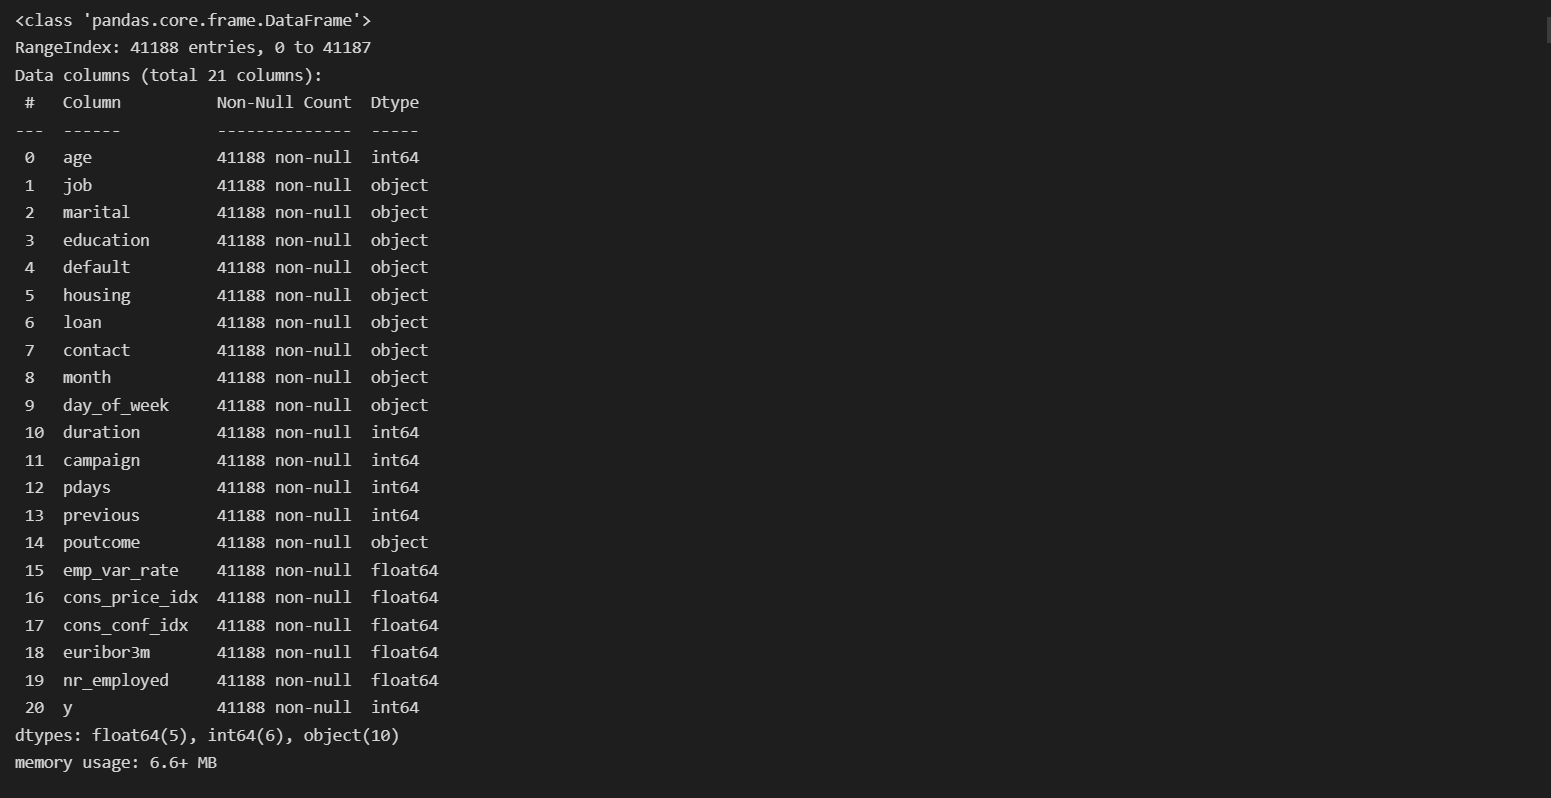 <class 'pandas.core.frame.DataFrame'>
RangeIndex: 41188 entries, 0 to 41187
Data columns (total 21 columns):
 #   Column          Non-Null Count  Dtype
---  ------          --------------  -----
 0   age             41188 non-null  int64
 1   job             41188 non-null  object
 2   marital         41188 non-null  object
 3   education       41188 non-null  object
 4   default         41188 non-null  object
 5   housing         41188 non-null  object
 6   loan            41188 non-null  object
 7   contact         41188 non-null  object
 8   month           41188 non-null  object
 9   day_of_week     41188 non-null  object
 10  duration        41188 non-null  int64
 11  campaign        41188 non-null  int64
 12  pdays           41188 non-null  int64
 13  previous        41188 non-null  int64
 14  poutcome        41188 non-null  object
 15  emp_var_rate    41188 non-null  float64
 16  cons_price_idx  41188 non-null  float64
 17  cons_conf_idx   41188 non-null  float64
 18  euribor3m       41188 non-null  float64
 19  nr_employed     41188 non-null  float64
 20  y               41188 non-null  int64
dtypes: float64(5), int64(6), object(10)
memory usage: 6.6+ MB